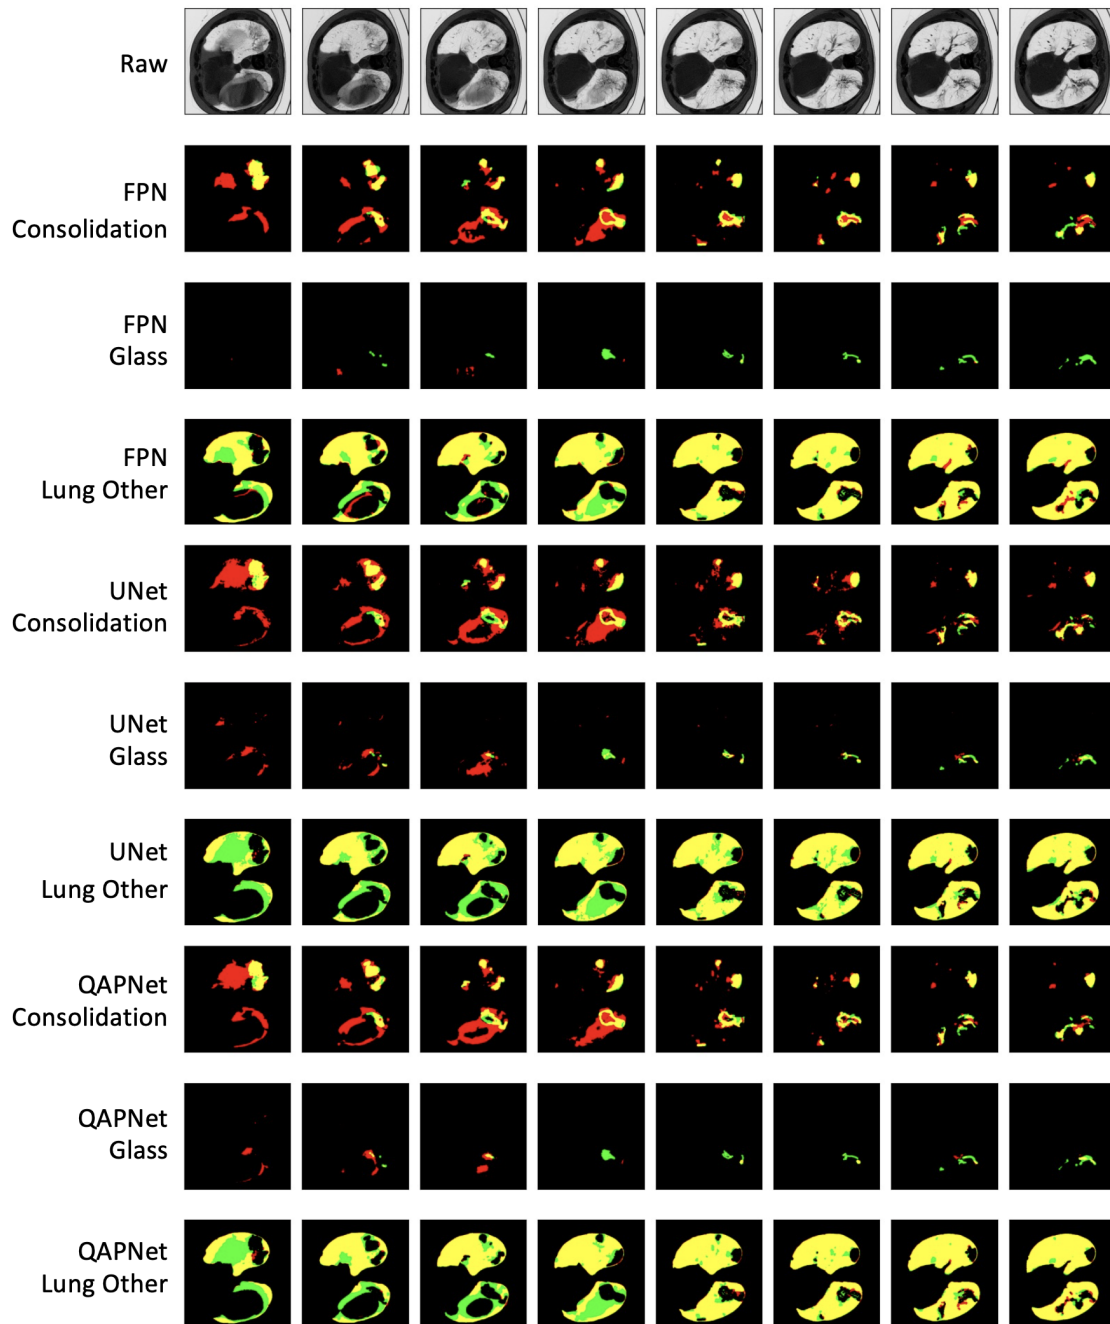 Raw
FPN
Consolidation
FPN
Glass
FPN
Lung Other
UNet
Consolidation
UNet
Glass
UNet
Lung Other
QAPNet
Consolidation
QAPNet
Glass
QAPNet
Lung Other